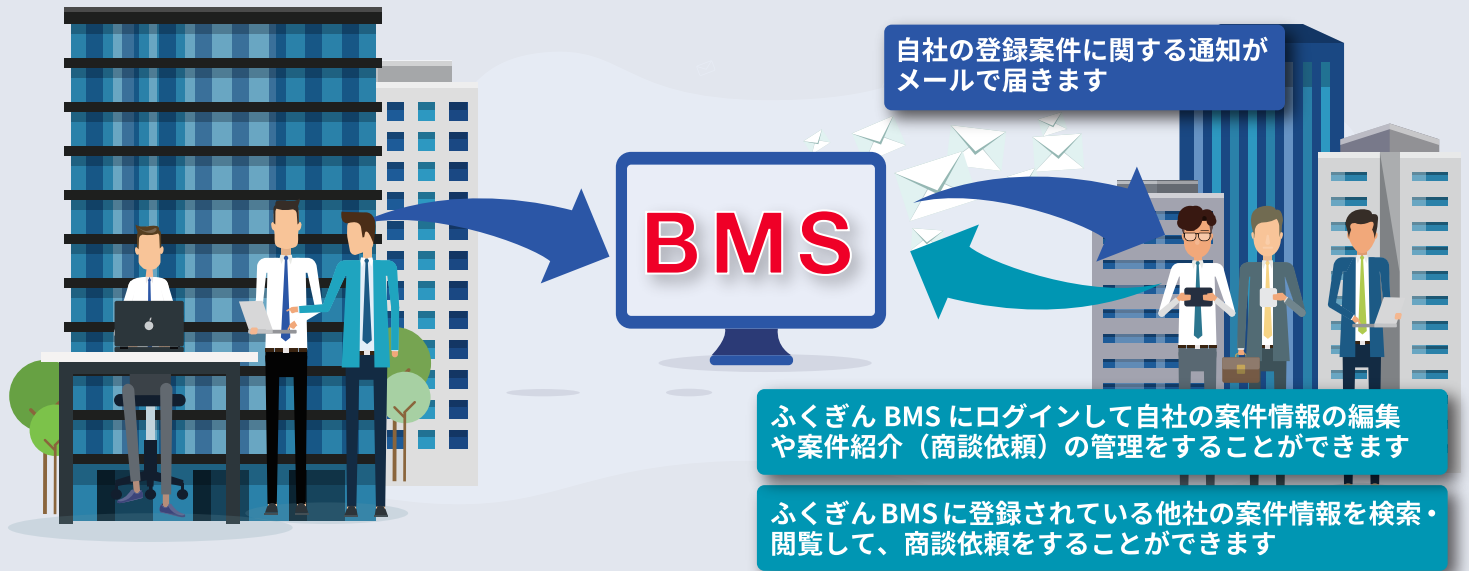 自社の登録案件に関する通知が
メールで届きます
BMS
ふくぎん BMS にログインして自社の案件情報の編集
や案件紹介（商談依頼）の管理をすることができます
ふくぎん BMS に登録されている他社の案件情報を検索・
閲覧して、商談依頼をすることができます